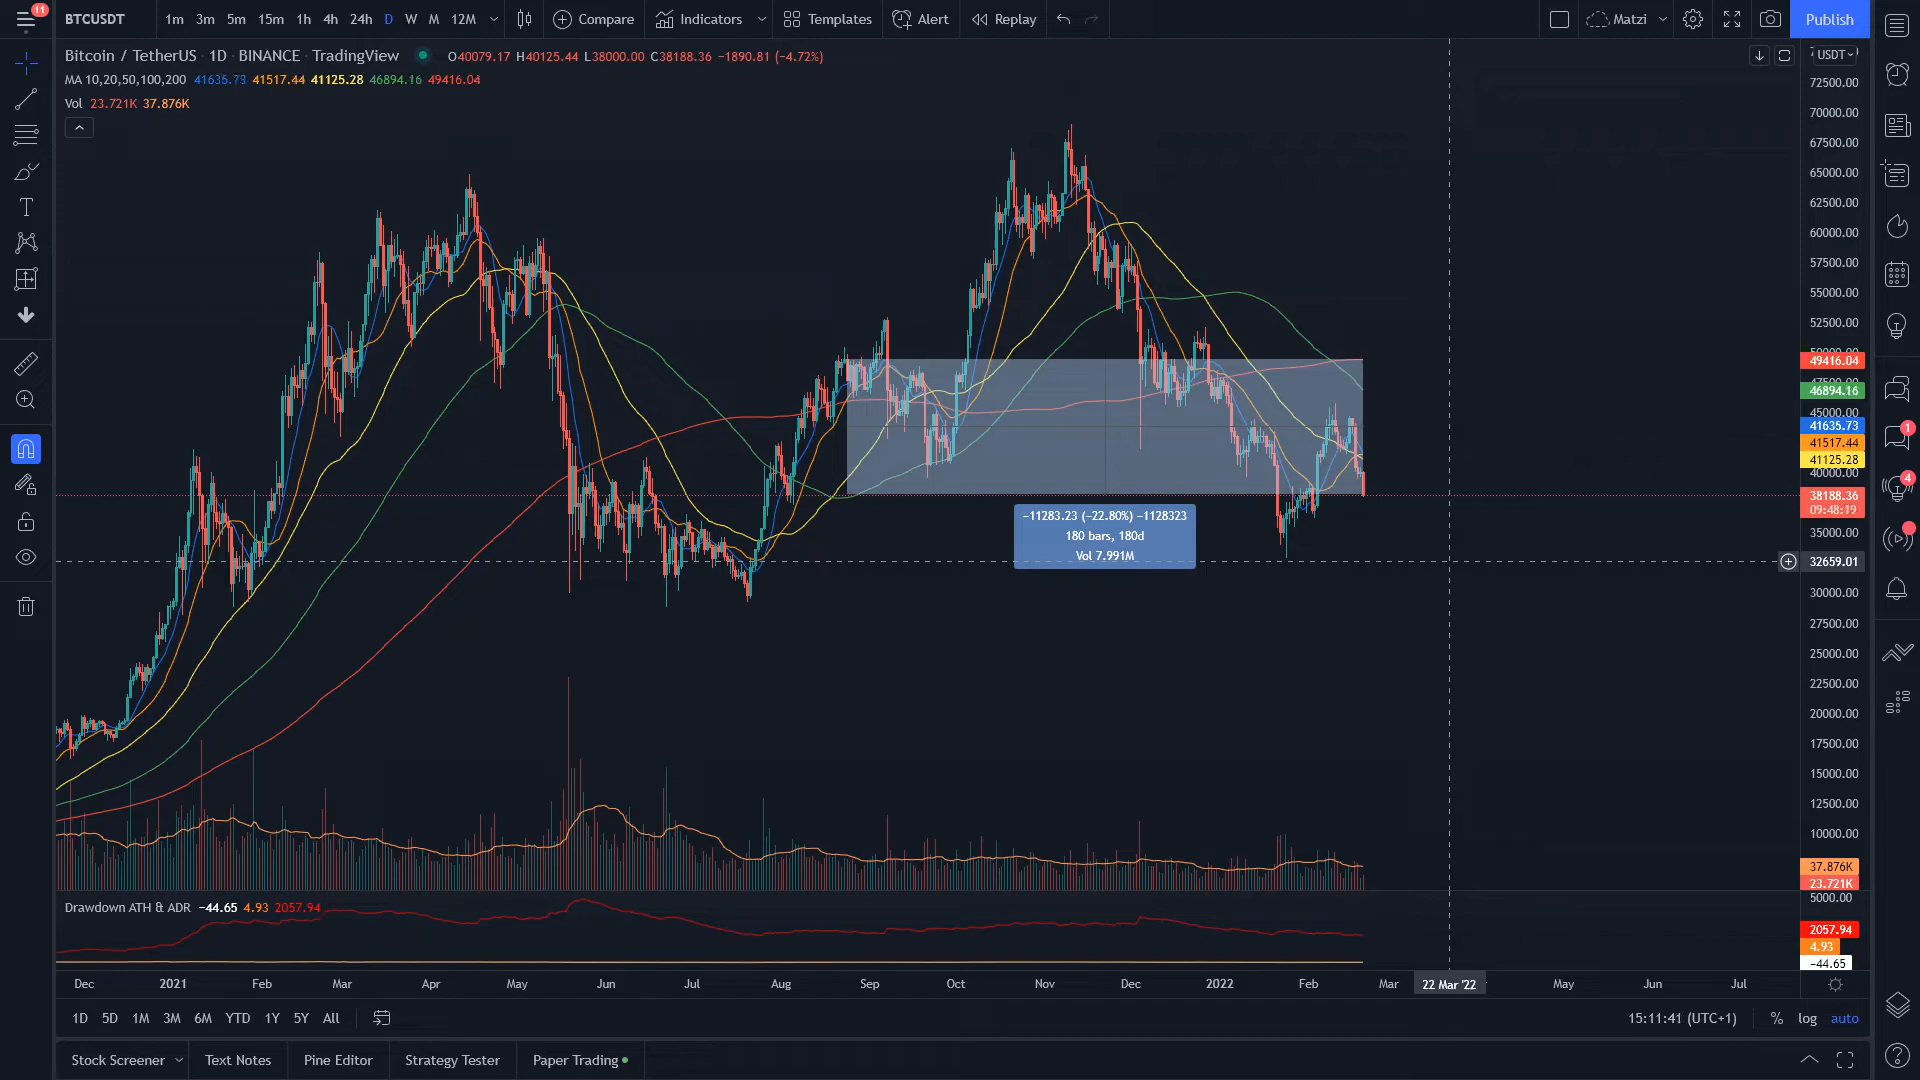 11
BTCUSDT 1m 3m 5m 15m 1h 4h 24h D W M 12M Compare Indicators Templates Alert Replay Matzi Publish
Bitcoin / TetherUS · 1D · BINANCE · TradingView O40079.17 H40125.44 L38000.00 C38188.36 −1890.81 (−4.72%)
USDT
MA 10,20,50,100,200 41635.73 41517.44 41125.28 46894.16 49416.04
Vol 23.721K 37.876K
72500.00
70000.00
67500.00
65000.00
62500.00
60000.00
57500.00
55000.00
52500.00
49416.04
46894.16
45000.00
41635.73
1
41517.44
41125.28
40000.00
4
38188.36
09:48:19
35000.00
−11283.23 (−22.80%) −1128323
180 bars, 180d
Vol 7.991M
32659.01
30000.00
27500.00
25000.00
22500.00
20000.00
17500.00
15000.00
12500.00
10000.00
37.876K
23.721K
5000.00
Drawdown ATH & ADR −44.65 4.93 2057.94
2057.94
4.93
−44.65
Dec 2021 Feb Mar Apr May Jun Jul Aug Sep Oct Nov Dec 2022 Feb Mar 22 Mar '22 May Jun Jul
1D 5D 1M 3M 6M YTD 1Y 5Y All 15:11:41 (UTC+1) % log auto
Stock Screener Text Notes Pine Editor Strategy Tester Paper Trading